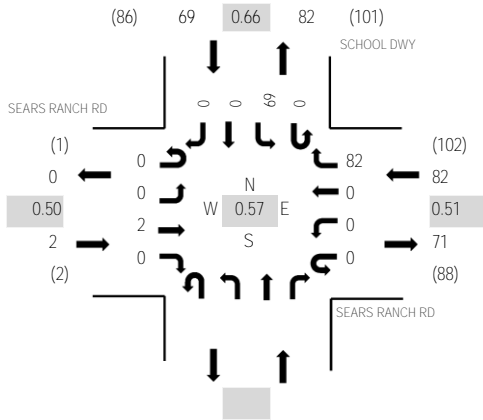 (86) 69 0.66 82 (101)
SCHOOL DWY
0 0 69 0
SEARS RANCH RD
(1) (102)
0 0 82 82
0 N 0
0.50 W 0.57 E 0.51
2 2 S 0 71
(2) 0 0 (88)
SEARS RANCH RD